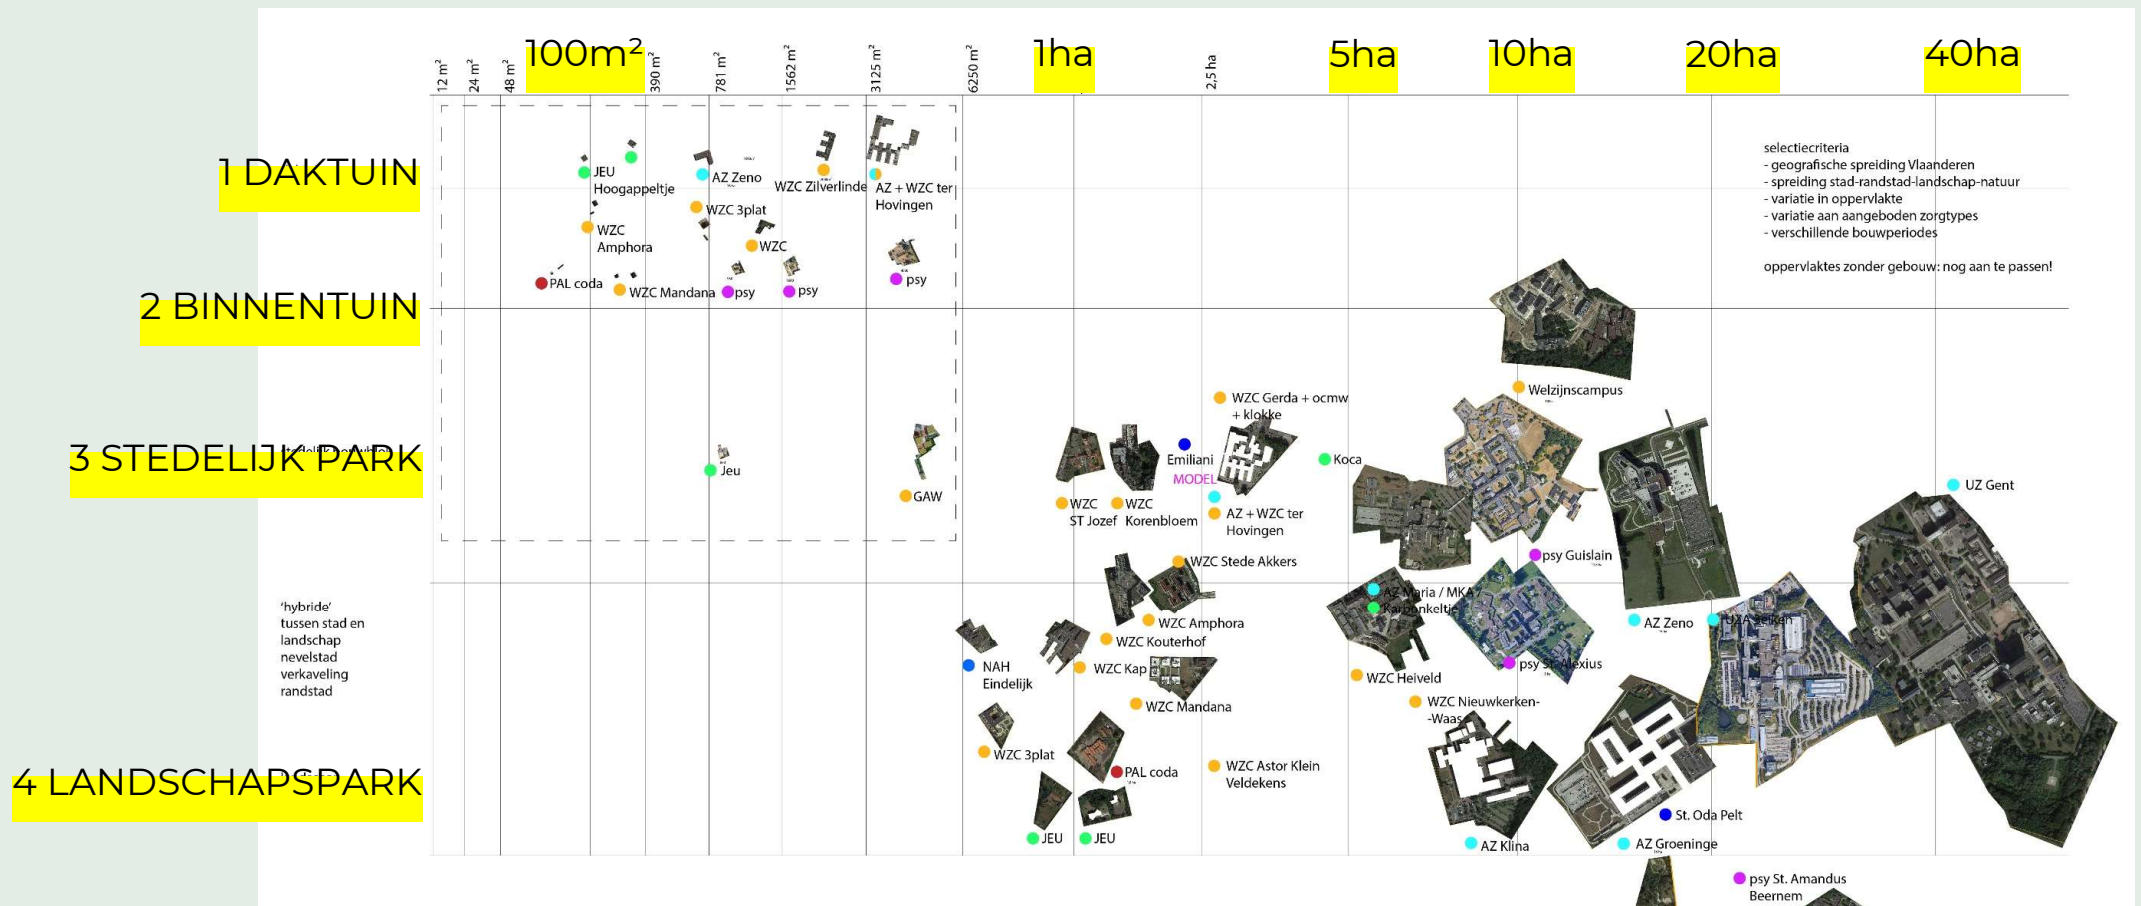 12 m²
24 m²
48 m²
100m²
390 m²
781 m²
1562 m²
3125 m²
6250 m²
1ha
2,5 ha
5ha
10ha
20ha
40ha
1 DAKTUIN
JEU
Hoogappeltje
AZ Zeno
WZC Zilverlinde
AZ + WZC ter
Hovingen
WZC 3plat
WZC
Amphora
WZC
psy
PAL coda
WZC Mandana
psy
psy
selectiecriteria
- geografische spreiding Vlaanderen
- spreiding stad-randstad-landschap-natuur
- variatie in oppervlakte
- variatie aan aangeboden zorgtypes
- verschillende bouwperiodes
oppervlaktes zonder gebouw: nog aan te passen!
2 BINNENTUIN
Welzijnscampus
WZC Gerda + ocmw
+ klokke
3 STEDELIJK PARK
Jeu
GAW
Emiliani
MODEL
Koca
UZ Gent
WZC
ST Jozef
WZC
Korenbloem
AZ + WZC ter
Hovingen
psy Guislain
WZC Stede Akkers
'hybride'
tussen stad en
landschap
nevelstad
verkaveling
randstad
AZ Maria / MKA /
Karbonkeltje
WZC Amphora
AZ Zeno
WZC Kouterhof
NAH
Eindelijk
WZC Kap
psy St. Alexius
WZC Heiveld
WZC Mandana
WZC Nieuwkerken-
-Waas
WZC 3plat
4 LANDSCHAPSPARK
PAL coda
WZC Astor Klein
Veldekens
St. Oda Pelt
JEU
JEU
AZ Klina
AZ Groeninge
psy St. Amandus
Beernem